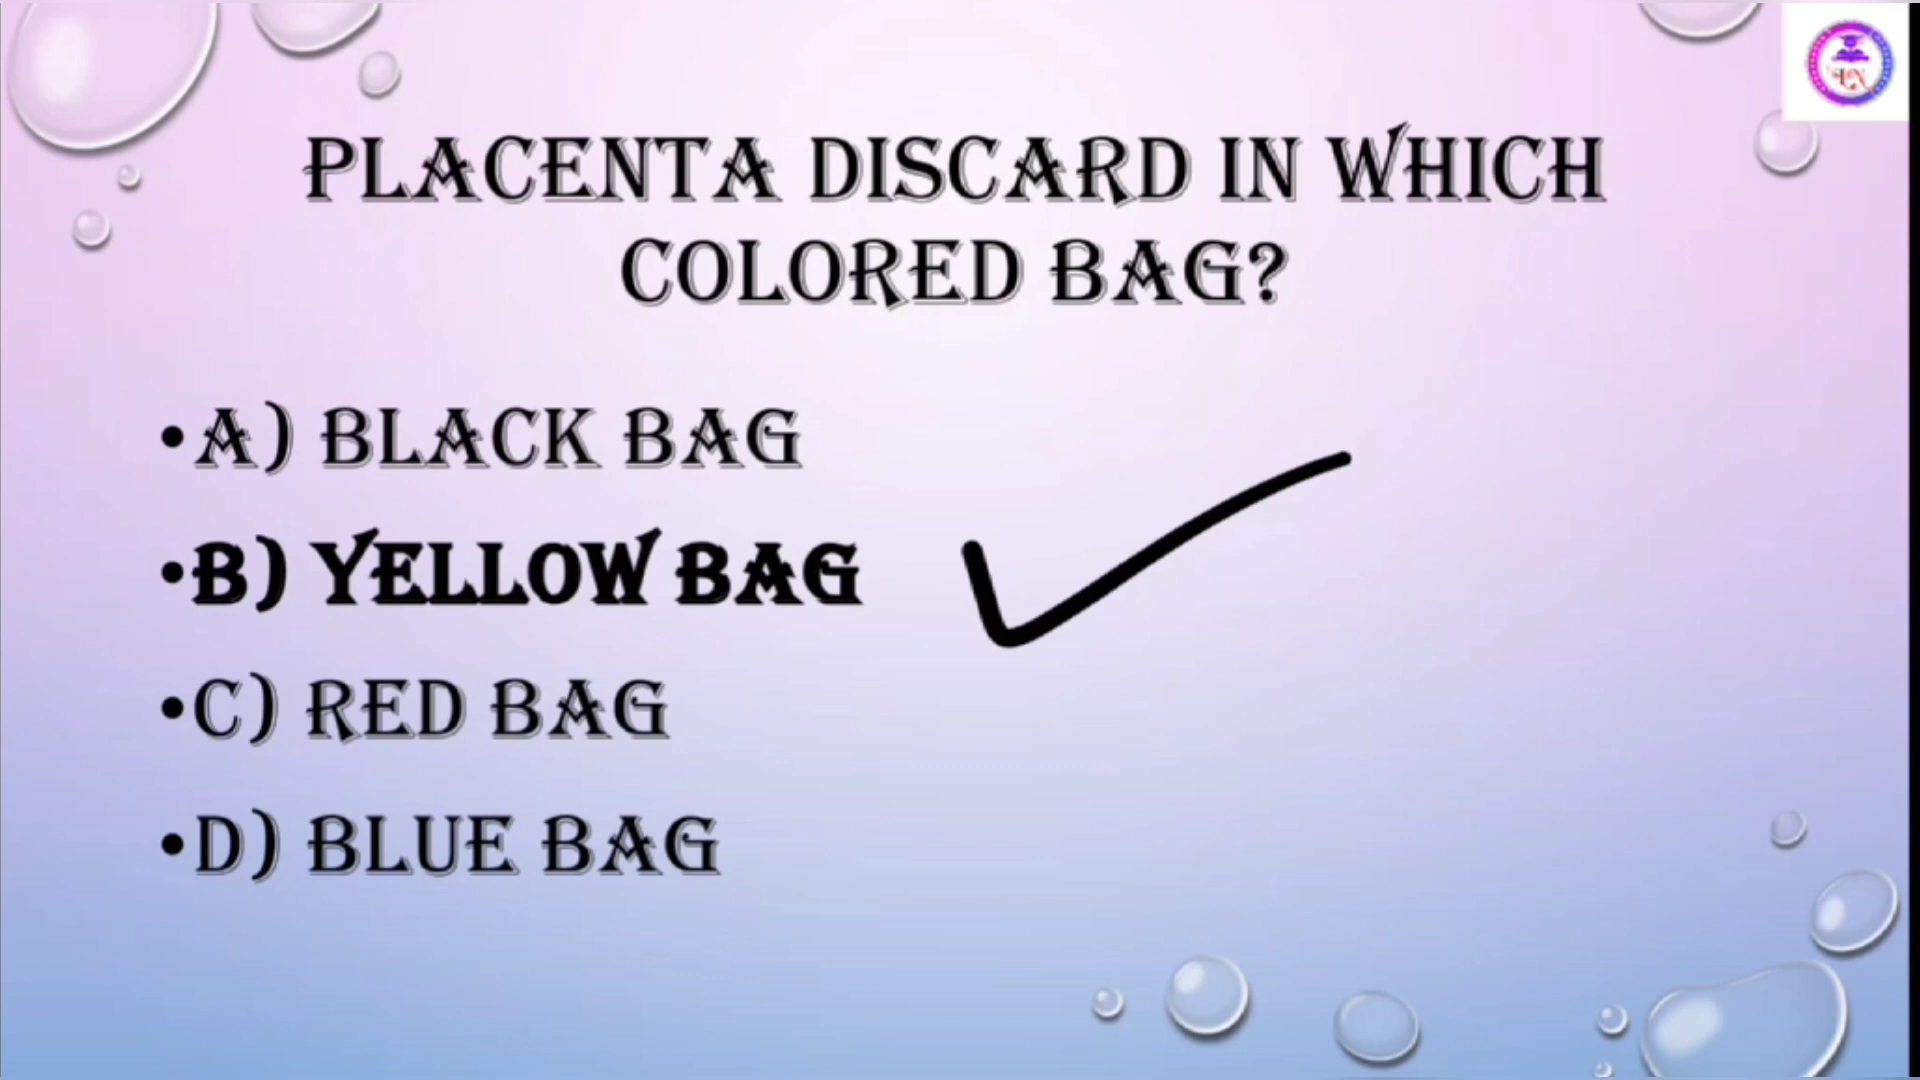 PLACENTA DISCARD IN WHICH
COLORED BAG?
•A) BLACK BAG
•B) YELLOW BAG
•C) RED BAG
•D) BLUE BAG